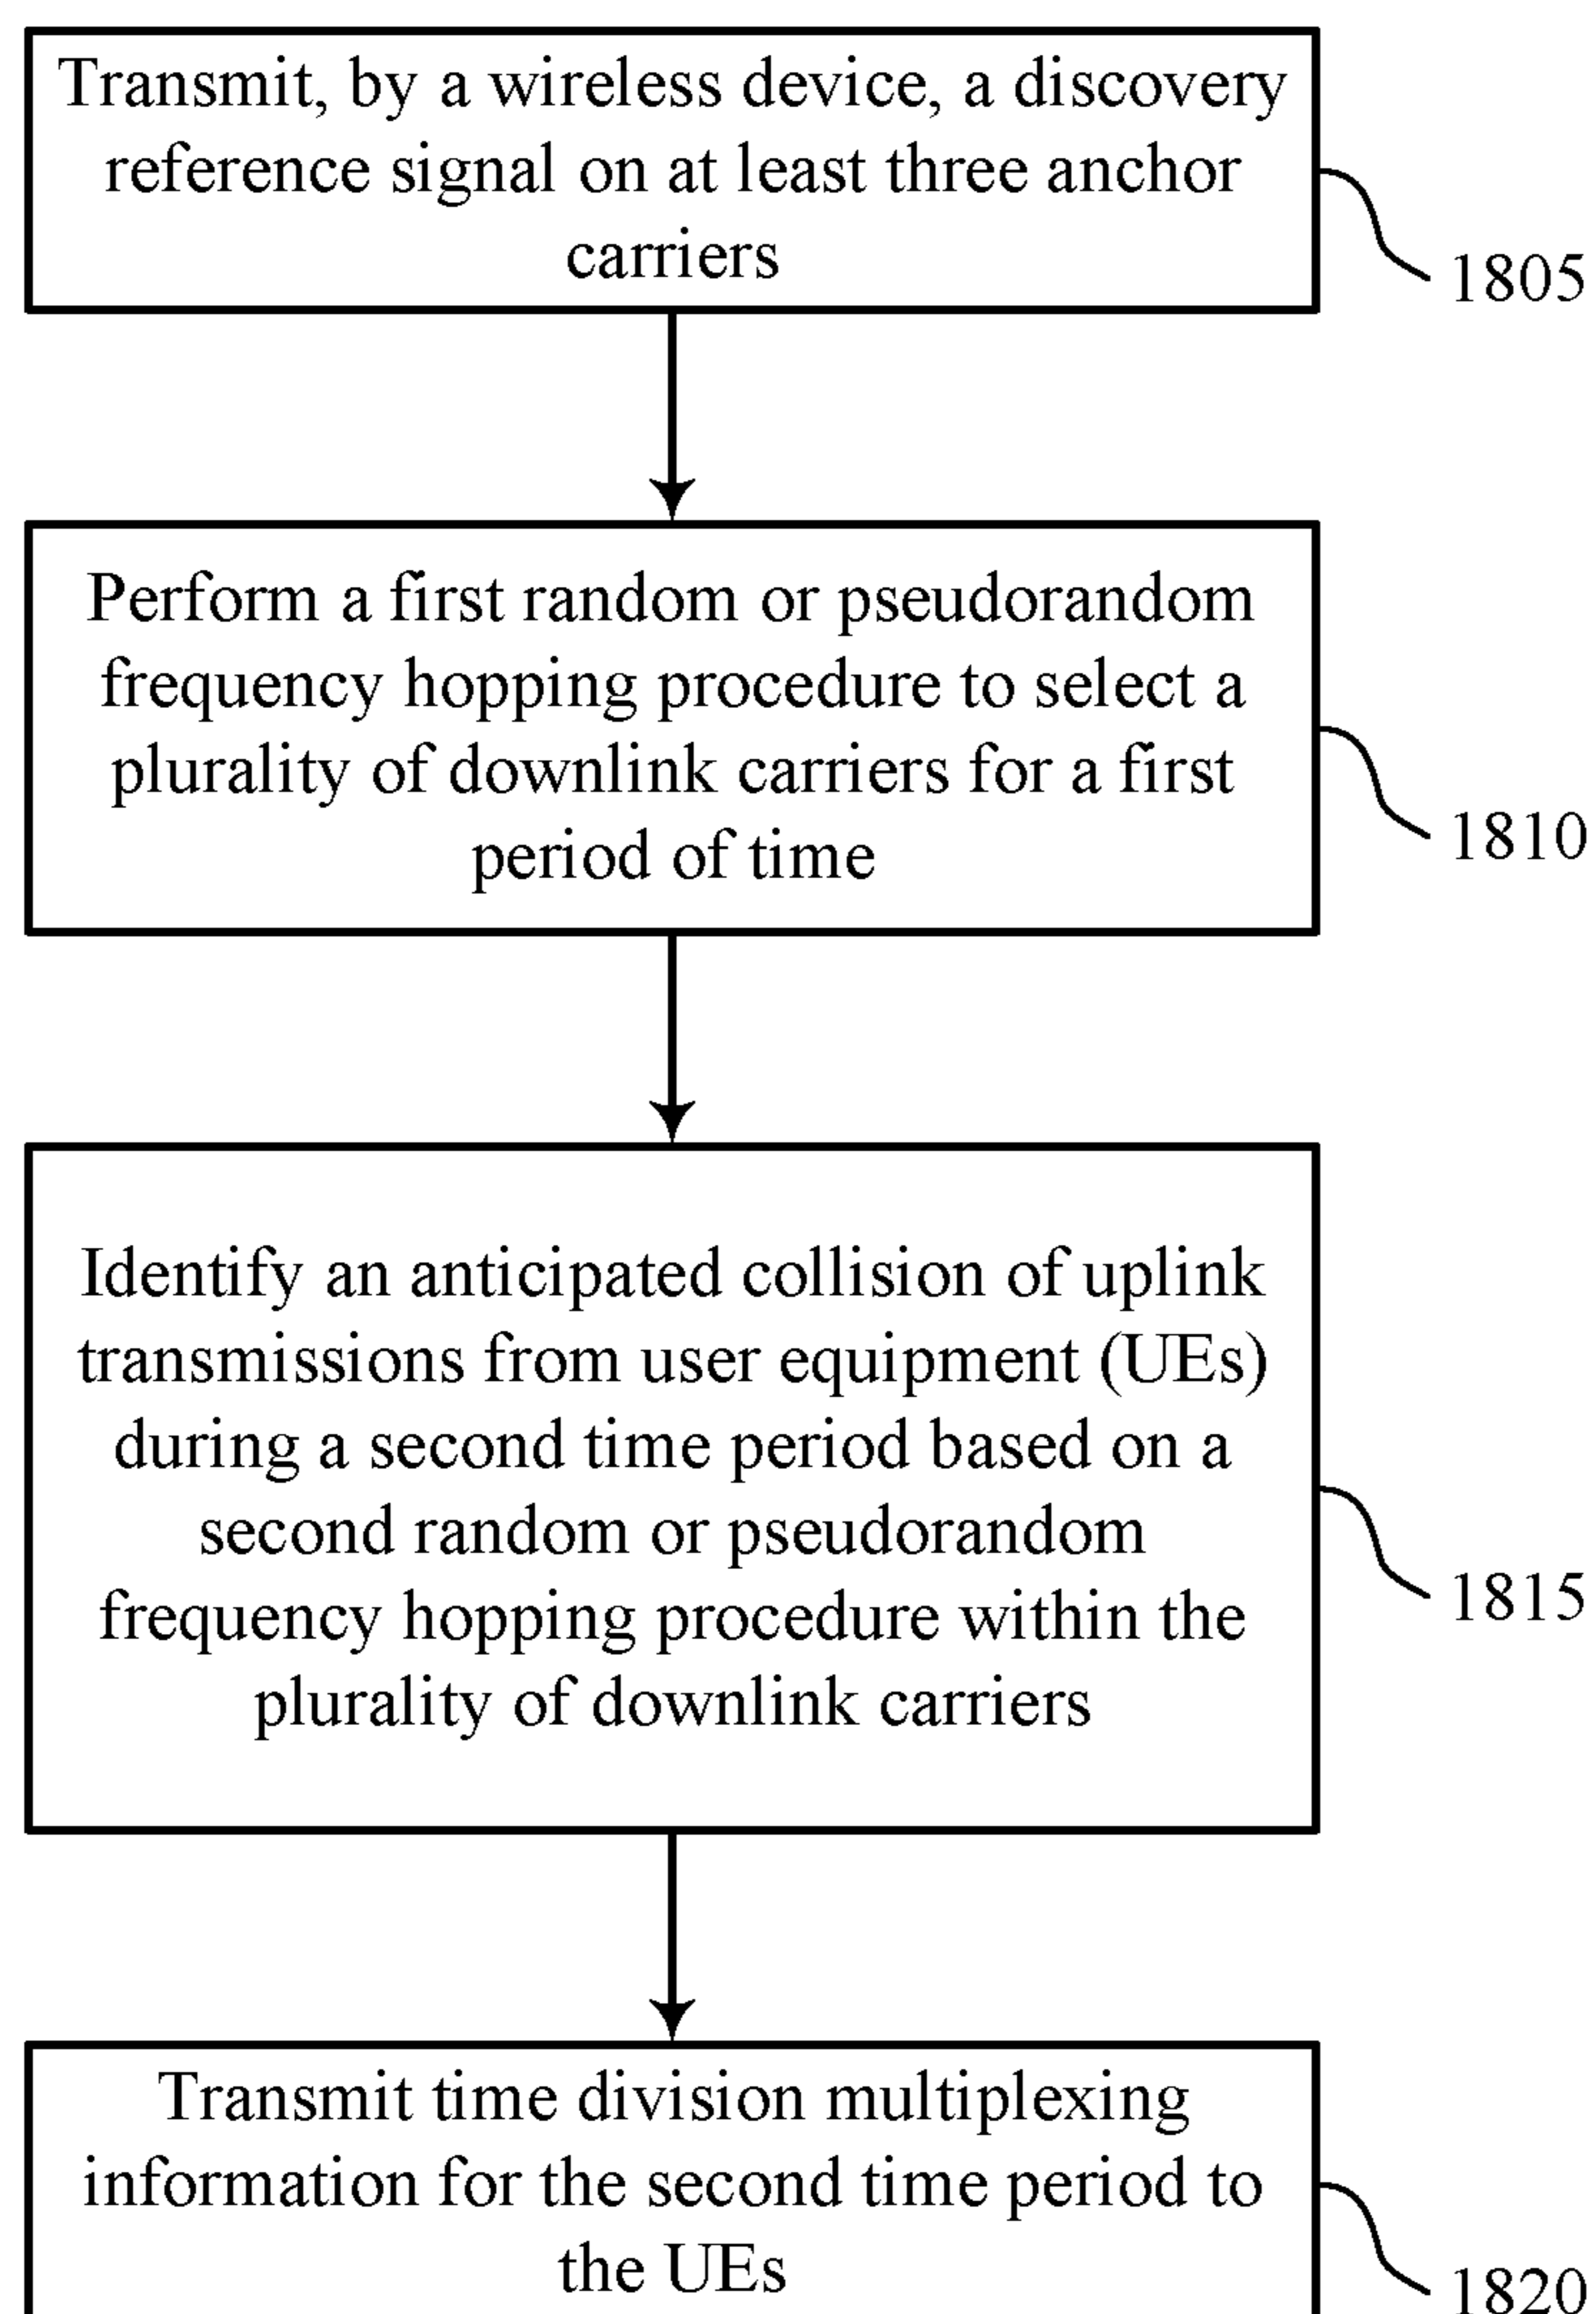 Transmit, by a wireless device, a discovery
reference signal on at least three anchor
carriers
1805
Perform a first random or pseudorandom
frequency hopping procedure to select a
plurality of downlink carriers for a first
period of time
1810
Identify an anticipated collision of uplink
transmissions from user equipment (UEs)
during a second time period based on a
second random or pseudorandom
frequency hopping procedure within the
plurality of downlink carriers
1815
Transmit time division multiplexing
information for the second time period to
the UEs
1820